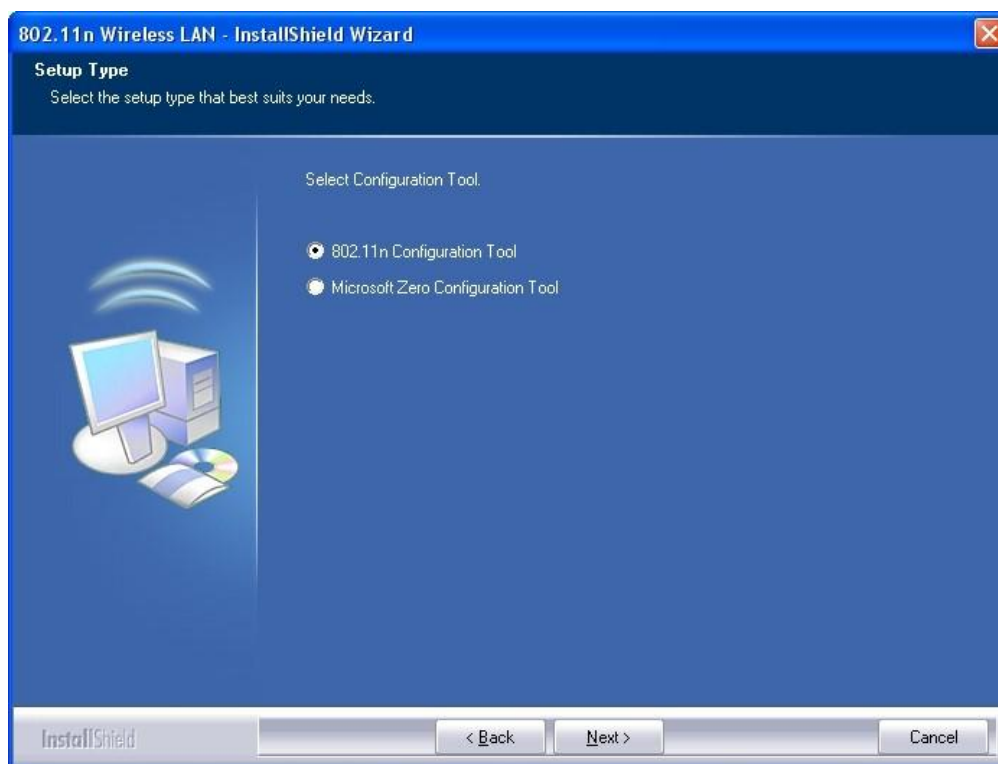 802.11n Wireless LAN - InstallShield Wizard
Setup Type
Select the setup type that best suits your needs.
Select Configuration Tool.
802.11n Configuration Tool
Microsoft Zero Configuration Tool
InstallShield
< Back
Next >
Cancel